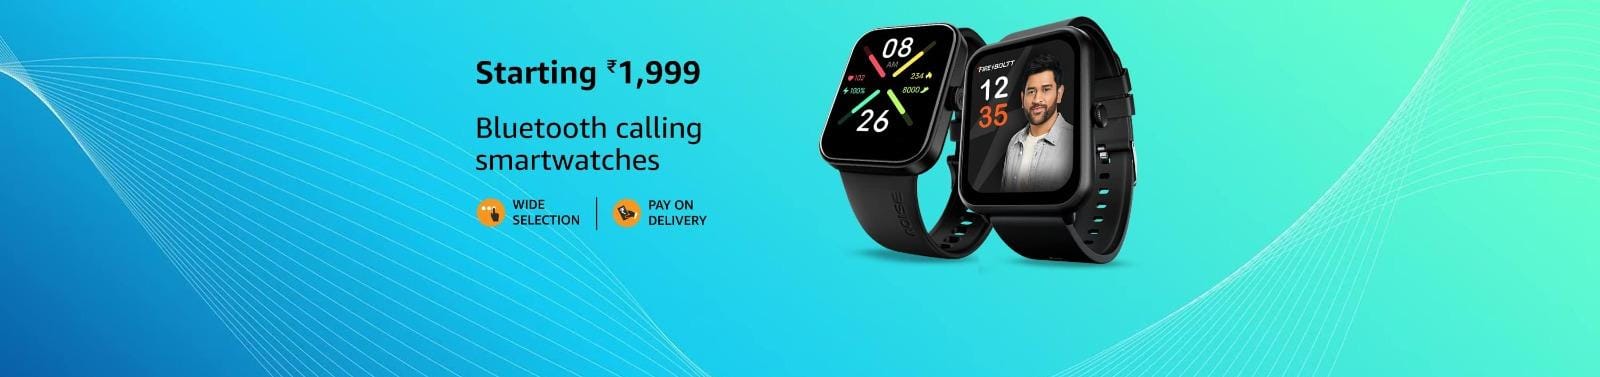 Starting ₹1,999
Bluetooth calling
smartwatches
WIDE
SELECTION
PAY ON
DELIVERY
08
AM
102
234
100%
8000
26
NOISE
FIRE-BOLTT
12
35